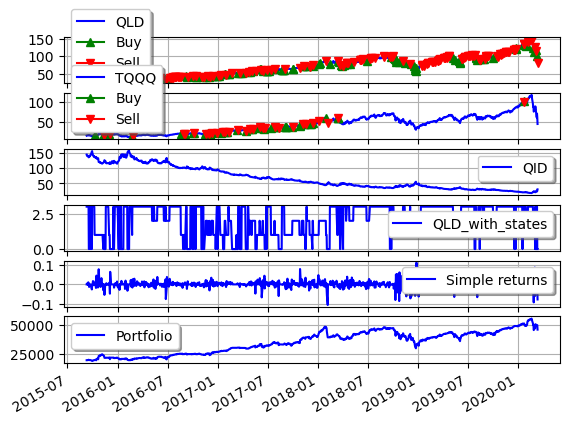 QLD
Buy
Sell
150
100
50
TQQQ
Buy
Sell
100
50
QID
150
100
50
QLD_with_states
2.5
0.0
Simple returns
0.1
0.0
−0.1
Portfolio
50000
25000
2015-07 2016-01 2016-07 2017-01 2017-07 2018-01 2018-07 2019-01 2019-07 2020-01